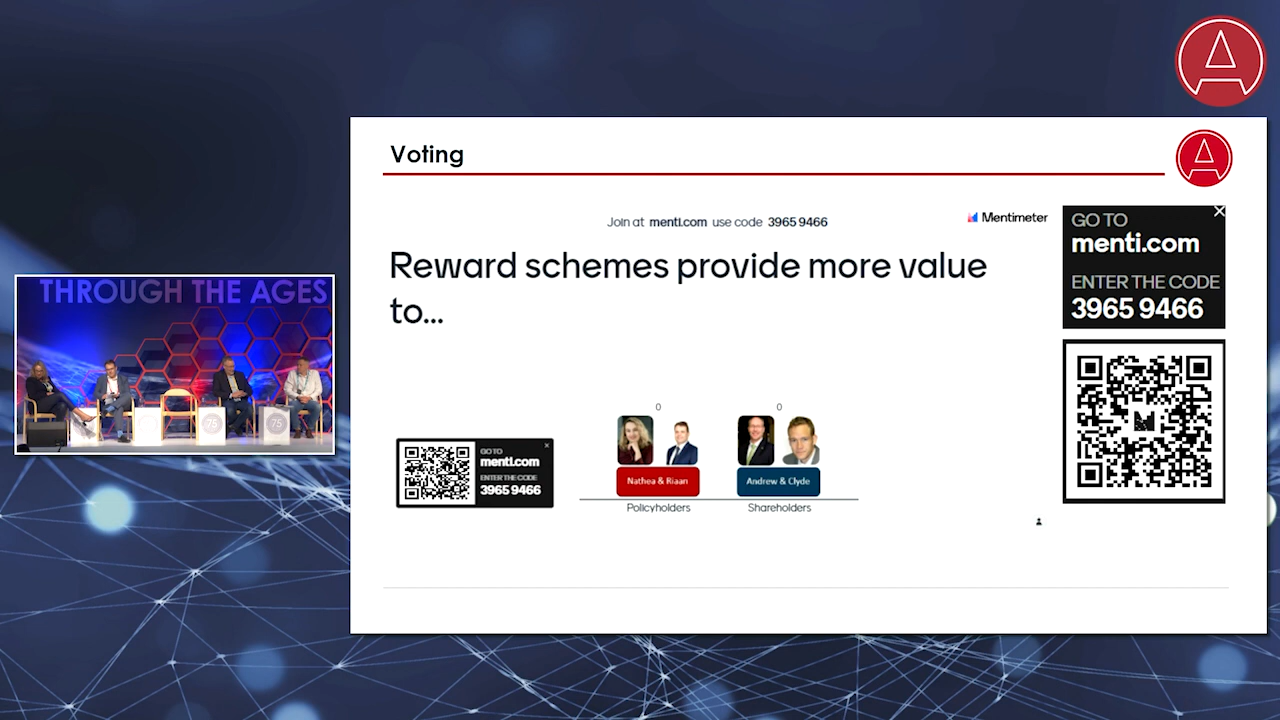 Voting
Join at menti.com use code 3965 9466
Mentimeter
GO TO
menti.com
ENTER THE CODE
3965 9466
Reward schemes provide more value
to...
THROUGH THE AGES
75
75
0
0
GO TO
menti.com
ENTER THE CODE
3965 9466
Nathea & Riaan
Andrew & Clyde
Policyholders
Shareholders